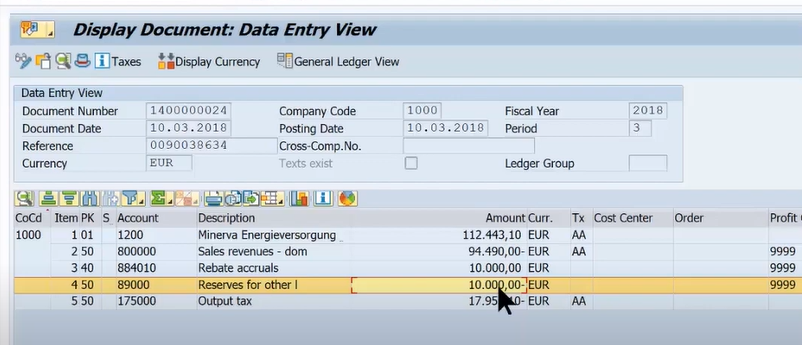 Display Document: Data Entry View
Taxes Display Currency General Ledger View
Data Entry View
Document Number 1400000024 Company Code 1000 Fiscal Year 2018
Document Date 10.03.2018 Posting Date 10.03.2018 Period 3
Reference 0090038634 Cross-Comp.No.
Currency EUR Texts exist Ledger Group
CoCd Item PK S Account Description Amount Curr. Tx Cost Center Order Profit
1000 1 01 1200 Minerva Energieversorgung 112.443,10 EUR AA
2 50 800000 Sales revenues - dom 94.490,00- EUR AA 9999
3 40 884010 Rebate accruals 10.000,00 EUR 9999
4 50 89000 Reserves for other l 10.000,00- EUR 9999
5 50 175000 Output tax EUR AA